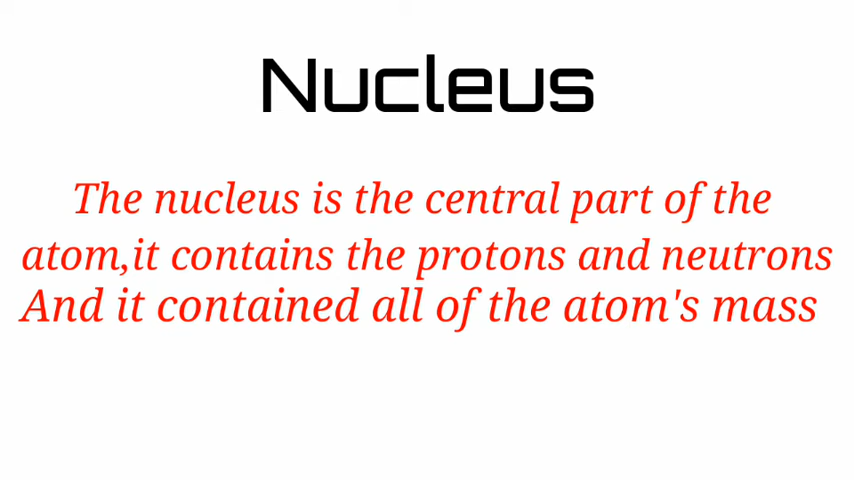 Nucleus
The nucleus is the central part of the
atom,it contains the protons and neutrons
And it contained all of the atom's mass